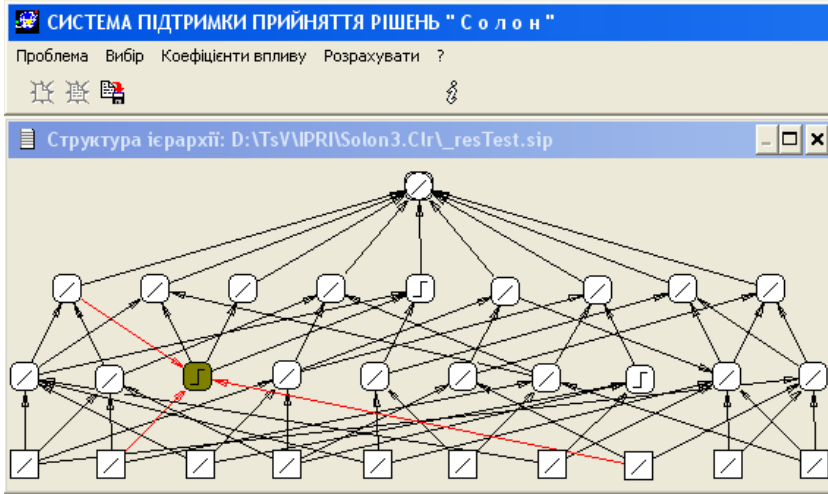 СИСТЕМА ПІДТРИМКИ ПРИЙНЯТТЯ РІШЕНЬ " С о л о н "
Проблема Вибір Коефіцієнти впливу Розрахувати ?
Структура ієрархії: D:\TsV\IPRI\Solon3.Clr\_resTest.sip